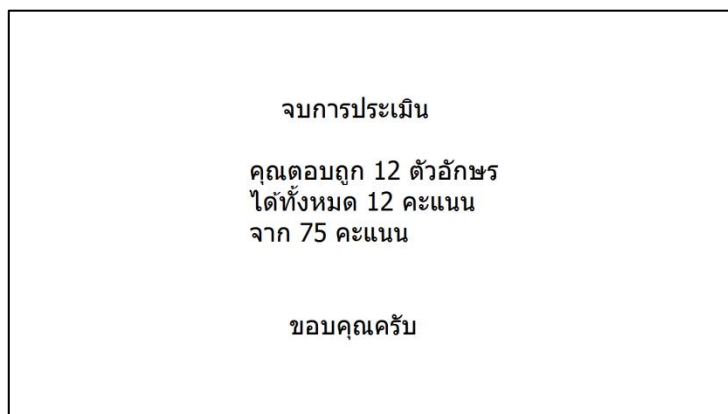 จบการประเมิน
คุณตอบถูก 12 ตัวอักษร
ได้ทั้งหมด 12 คะแนน
จาก 75 คะแนน
ขอบคุณครับ